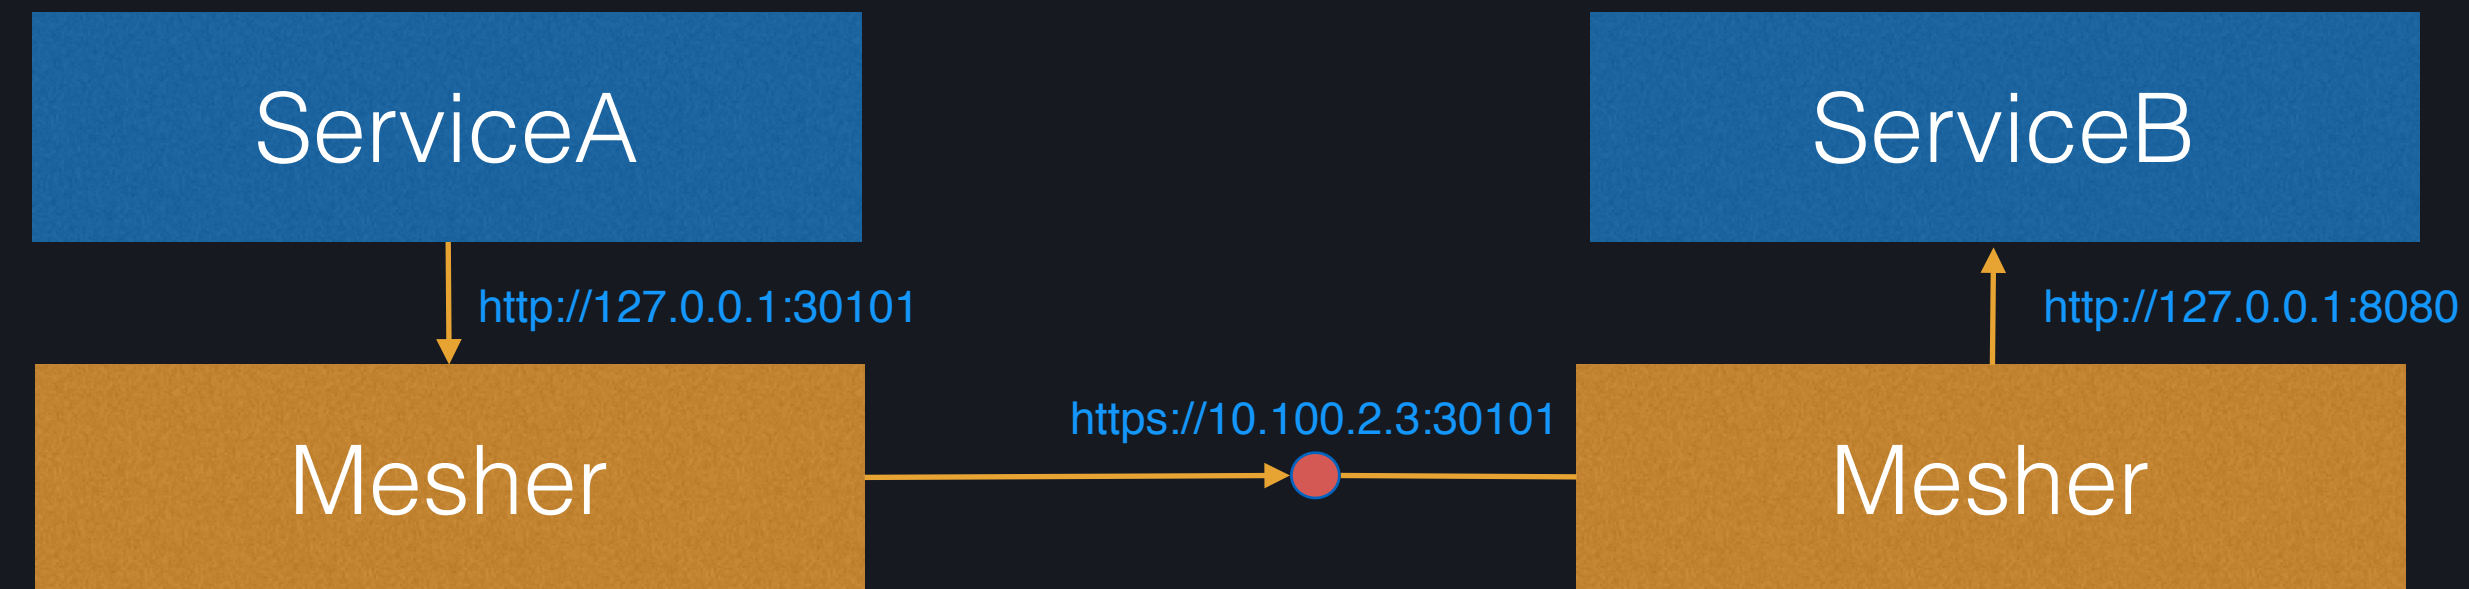 ServiceA
ServiceB
http://127.0.0.1:30101
http://127.0.0.1:8080
https://10.100.2.3:30101
Mesher
Mesher